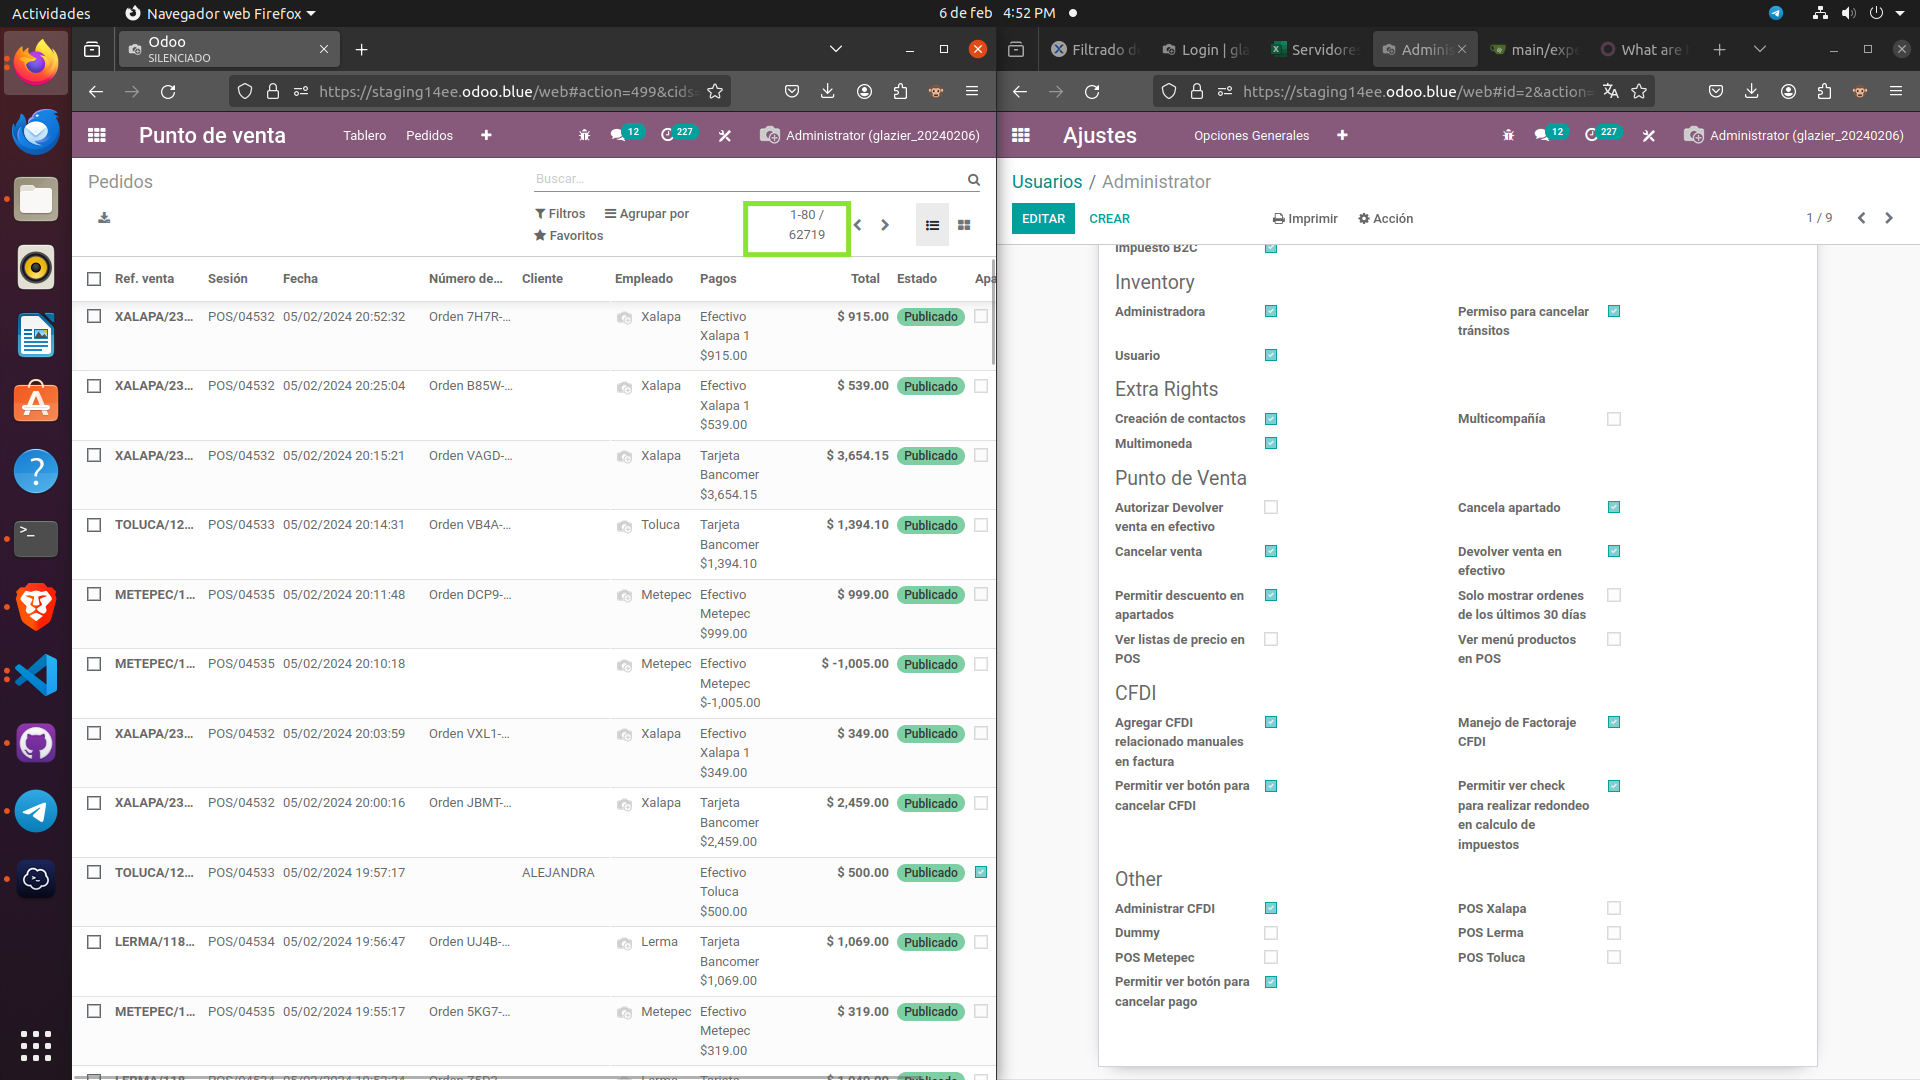 Actividades
Navegador web Firefox
6 de feb 4:52 PM
Odoo
SILENCIADO
https://staging14ee.odoo.blue/web#action=499&cids=
Punto de venta
Tablero
Pedidos
12
227
Administrator (glazier_20240206)
Pedidos
Buscar...
Filtros
Agrupar por
Favoritos
1-80 /
62719
Ref. venta Sesión Fecha Número de... Cliente Empleado Pagos Total Estado Apa
XALAPA/23... POS/04532 05/02/2024 20:52:32 Orden 7H7R-... Xalapa Efectivo $ 915.00 Publicado
Xalapa 1
$915.00
XALAPA/23... POS/04532 05/02/2024 20:25:04 Orden B85W-... Xalapa Efectivo $ 539.00 Publicado
Xalapa 1
$539.00
XALAPA/23... POS/04532 05/02/2024 20:15:21 Orden VAGD-... Xalapa Tarjeta $ 3,654.15 Publicado
Bancomer
$3,654.15
TOLUCA/12... POS/04533 05/02/2024 20:14:31 Orden VB4A-... Toluca Tarjeta $ 1,394.10 Publicado
Bancomer
$1,394.10
METEPEC/1... POS/04535 05/02/2024 20:11:48 Orden DCP9-... Metepec Efectivo $ 999.00 Publicado
Metepec
$999.00
METEPEC/1... POS/04535 05/02/2024 20:10:18 Metepec Efectivo $ -1,005.00 Publicado
Metepec
$-1,005.00
XALAPA/23... POS/04532 05/02/2024 20:03:59 Orden VXL1-... Xalapa Efectivo $ 349.00 Publicado
Xalapa 1
$349.00
XALAPA/23... POS/04532 05/02/2024 20:00:16 Orden JBMT-... Xalapa Tarjeta $ 2,459.00 Publicado
Bancomer
$2,459.00
TOLUCA/12... POS/04533 05/02/2024 19:57:17 ALEJANDRA Efectivo $ 500.00 Publicado
Toluca
$500.00
LERMA/118... POS/04534 05/02/2024 19:56:47 Orden UJ4B-... Lerma Tarjeta $ 1,069.00 Publicado
Bancomer
$1,069.00
METEPEC/1... POS/04535 05/02/2024 19:55:17 Orden 5KG7-... Metepec Efectivo $ 319.00 Publicado
Metepec
$319.00
Filtrado d
Login | gla
Servidore
Adminis
main/expe
What are
https://staging14ee.odoo.blue/web#id=2&action=
Ajustes
Opciones Generales
12
227
Administrator (glazier_20240206)
Usuarios / Administrator
EDITAR
CREAR
Imprimir
Acción
1 / 9
Impuesto B2C
Inventory
Administradora
Permiso para cancelar
tránsitos
Usuario
Extra Rights
Creación de contactos
Multicompañía
Multimoneda
Punto de Venta
Autorizar Devolver
venta en efectivo
Cancela apartado
Cancelar venta
Devolver venta en
efectivo
Permitir descuento en
apartados
Solo mostrar ordenes
de los últimos 30 días
Ver listas de precio en
POS
Ver menú productos
en POS
CFDI
Agregar CFDI
relacionado manuales
en factura
Manejo de Factoraje
CFDI
Permitir ver botón para
cancelar CFDI
Permitir ver check
para realizar redondeo
en calculo de
impuestos
Other
Administrar CFDI
POS Xalapa
Dummy
POS Lerma
POS Metepec
POS Toluca
Permitir ver botón para
cancelar pago